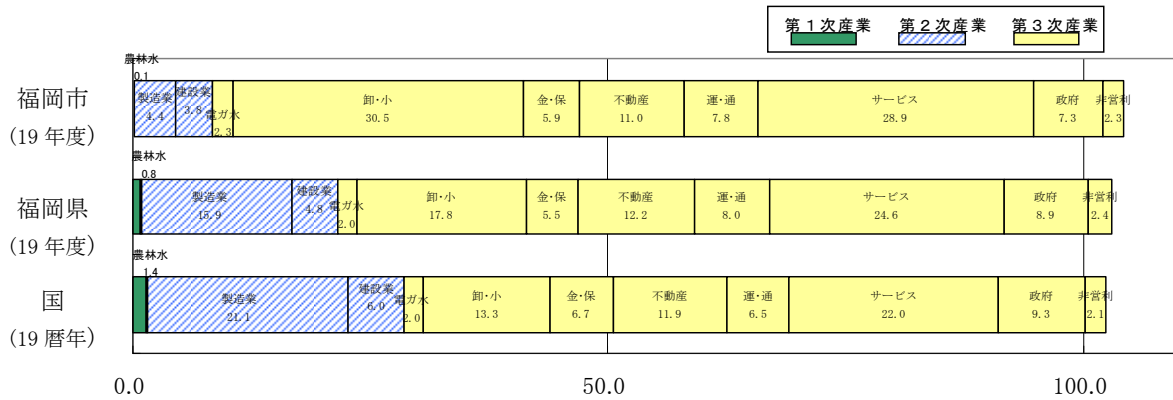 第１次産業 第２次産業 第３次産業
農林水
0.1
福岡市
(19 年度)
製造業 建設業 電ガ水 卸・小 金・保 不動産 運・通 サービス 政府 非営利
4.4 3.8 2.3 30.5 5.9 11.0 7.8 28.9 7.3 2.3
農林水
0.8
福岡県
(19 年度)
製造業 建設業 電ガ水 卸・小 金・保 不動産 運・通 サービス 政府 非営利
15.9 4.8 2.0 17.8 5.5 12.2 8.0 24.6 8.9 2.4
農林水
1.4
国
(19 暦年)
製造業 建設業 電ガ水 卸・小 金・保 不動産 運・通 サービス 政府 非営利
21.1 6.0 2.0 13.3 6.7 11.9 6.5 22.0 9.3 2.1
0.0 50.0 100.0